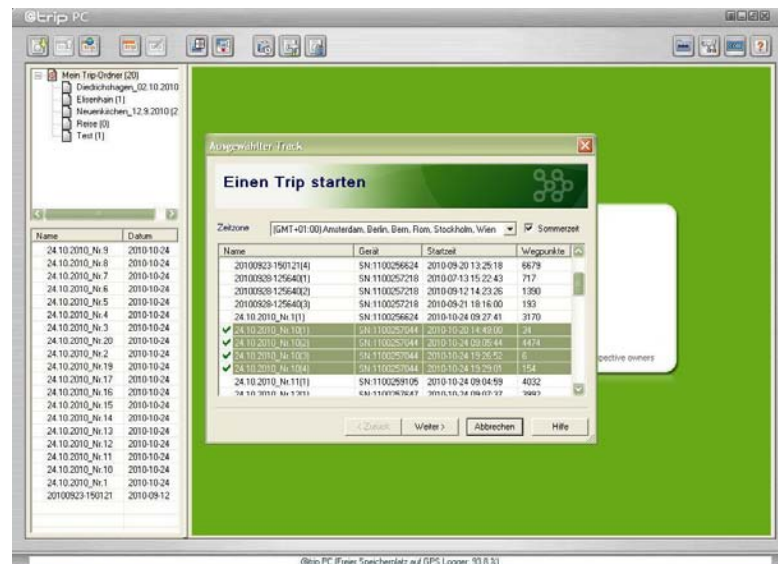 @trip PC
Mein Trip-Ordner (20)
Diedrichshagen_02.10.2010
Elisenhain (1)
Neuenkirchen_12.9.2010 (2
Reise (0)
Test (1)
Name Datum
24.10.2010_Nr.9 2010-10-24
24.10.2010_Nr.8 2010-10-24
24.10.2010_Nr.7 2010-10-24
24.10.2010_Nr.6 2010-10-24
24.10.2010_Nr.5 2010-10-24
24.10.2010_Nr.4 2010-10-24
24.10.2010_Nr.3 2010-10-24
24.10.2010_Nr.20 2010-10-24
24.10.2010_Nr.2 2010-10-24
24.10.2010_Nr.19 2010-10-24
24.10.2010_Nr.17 2010-10-24
24.10.2010_Nr.16 2010-10-24
24.10.2010_Nr.15 2010-10-24
24.10.2010_Nr.14 2010-10-24
24.10.2010_Nr.13 2010-10-24
24.10.2010_Nr.12 2010-10-24
24.10.2010_Nr.11 2010-10-24
24.10.2010_Nr.10 2010-10-24
24.10.2010_Nr.1 2010-10-24
20100923-150121 2010-09-12
Ausgewählter Track
Einen Trip starten
Zeitzone (GMT+01:00) Amsterdam, Berlin, Bern, Rom, Stockholm, Wien Sommerzeit
Name Gerät Startzeit Wegpunkte
20100923-150121(4) SN:1100256624 2010-09-20 13:25:18 6679
20100928-125640(1) SN:1100257218 2010-07-13 15:22:43 717
20100928-125640(2) SN:1100257218 2010-09-12 14:23:26 1390
20100928-125640(3) SN:1100257218 2010-09-21 18:16:00 193
24.10.2010_Nr.1(1) SN:1100256624 2010-10-24 09:27:41 3170
24.10.2010_Nr.10(1) SN:1100257044 2010-10-20 14:49:00 34
24.10.2010_Nr.10(2) SN:1100257044 2010-10-24 09:05:44 4474
24.10.2010_Nr.10(3) SN:1100257044 2010-10-24 19:26:52 6
24.10.2010_Nr.10(4) SN:1100257044 2010-10-24 19:29:01 154
24.10.2010_Nr.11(1) SN:1100259105 2010-10-24 09:04:59 4032
24.10.2010_Nr.12(1) SN:1100257647 2010-10-24 09:07:37 3992
< Zurück Weiter > Abbrechen Hilfe
pective owners
@trip PC (Freier Speicherplatz auf GPS Logger: 93.8 %)